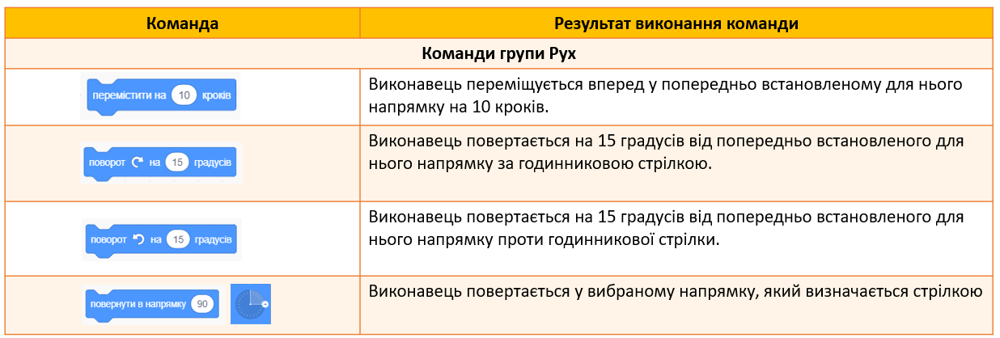 Команда Результат виконання команди
Команди групи Рух
перемістити на 10 кроків
Виконавець переміщується вперед у попередньо встановленому для нього
напрямку на 10 кроків.
поворот на 15 градусів
Виконавець повертається на 15 градусів від попередньо встановленого для
нього напрямку за годинниковою стрілкою.
поворот на 15 градусів
Виконавець повертається на 15 градусів від попередньо встановленого для
нього напрямку проти годинникової стрілки.
повернути в напрямку 90
Виконавець повертається у вибраному напрямку, який визначається стрілкою